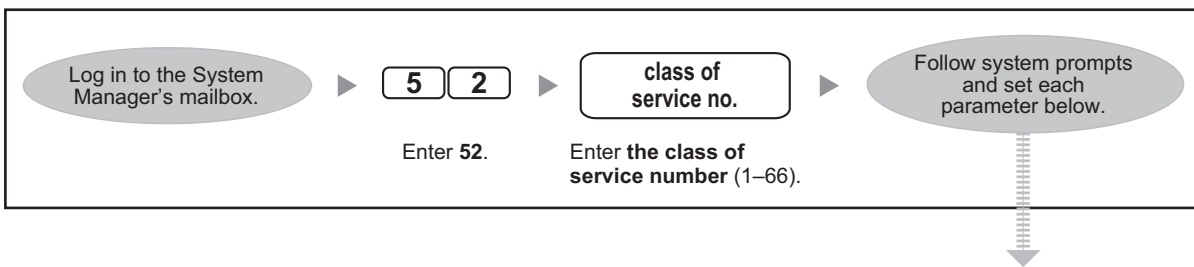 Log in to the System
Manager's mailbox.
5 2
Enter 52.
class of
service no.
Enter the class of
service number (1–66).
Follow system prompts
and set each
parameter below.